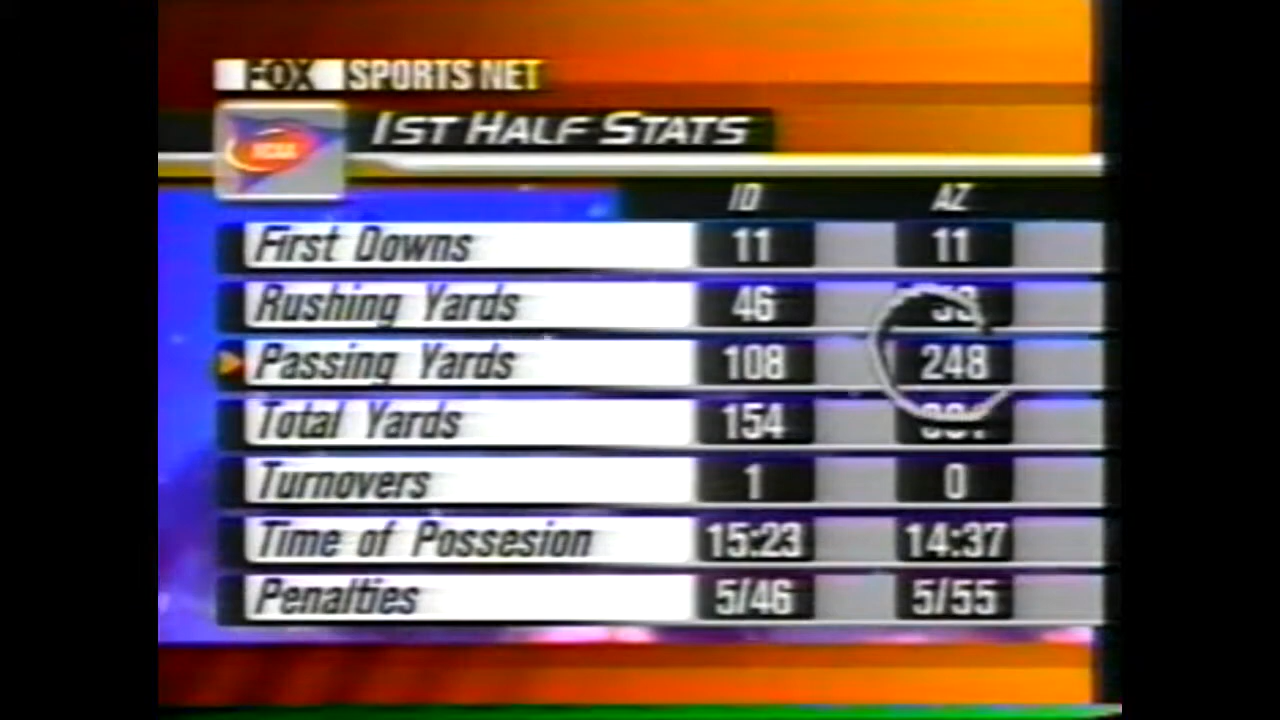 FOX SPORTS NET
NCAA
1ST HALF STATS
ID AZ
First Downs 11 11
Rushing Yards 46
Passing Yards 108 248
Total Yards 154
Turnovers 1 0
Time of Possesion 15:23 14:37
Penalties 5/46 5/55